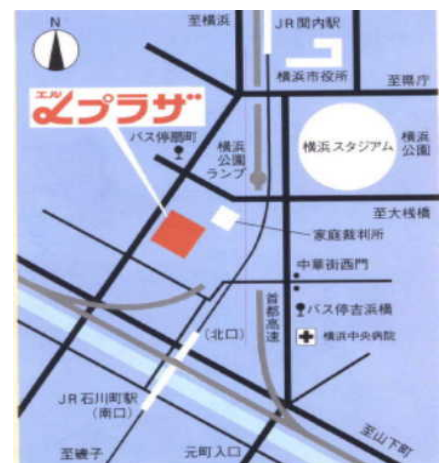 N
至横浜
JR関内駅
横浜市役所
至県庁
エル
Lプラザ
バス停扇町
横浜
公園
ランプ
横浜スタジアム
横浜
公園
至大桟橋
家庭裁判所
中華街西門
首都高速
バス停吉浜橋
横浜中央病院
(北口)
JR石川町駅
(南口)
至磯子
元町入口
至山下町